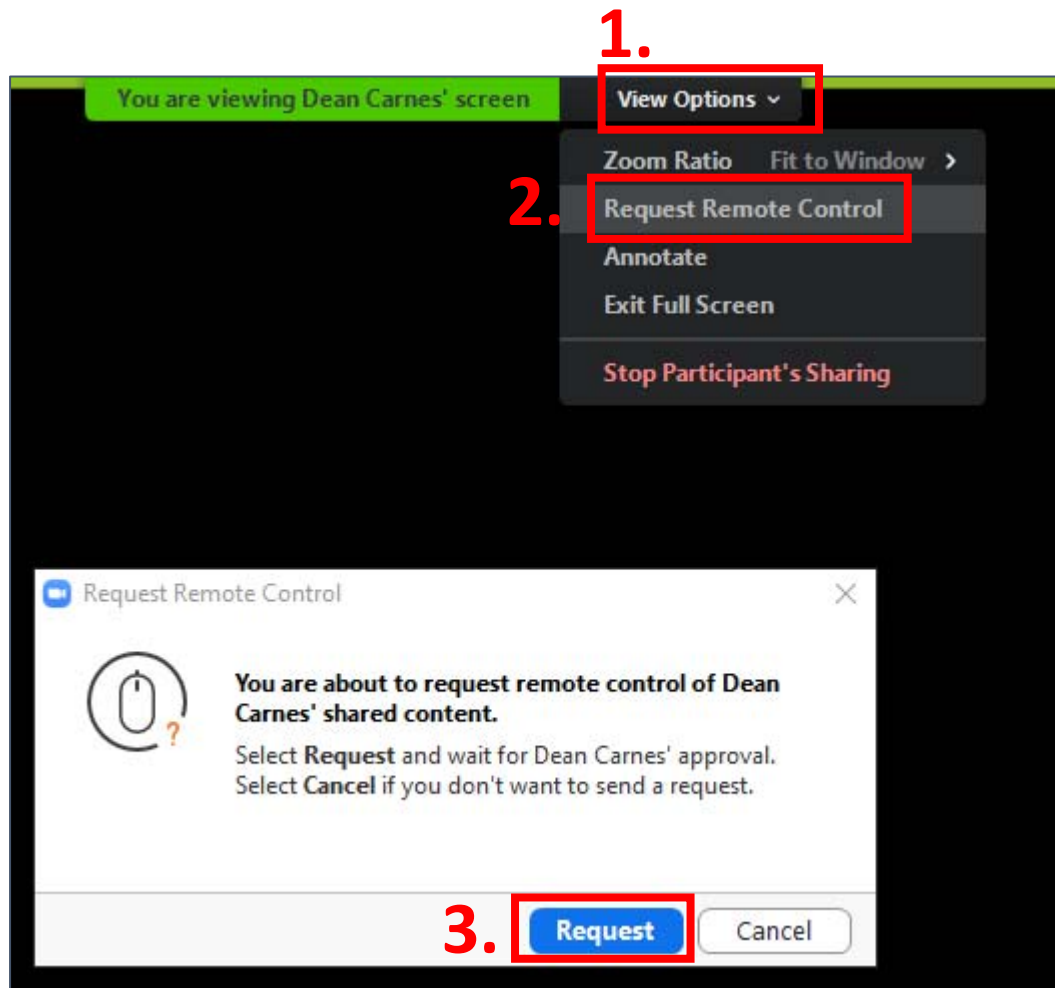 1.
You are viewing Dean Carnes' screen View Options
Zoom Ratio Fit to Window
2. Request Remote Control
Annotate
Exit Full Screen
Stop Participant's Sharing
Request Remote Control
You are about to request remote control of Dean
Carnes' shared content.
Select Request and wait for Dean Carnes' approval.
Select Cancel if you don't want to send a request.
3. Request Cancel